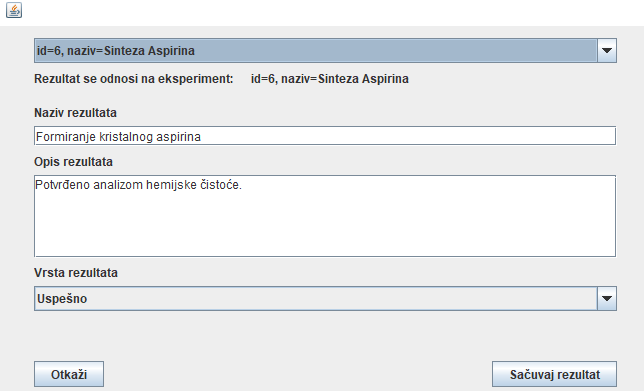 id=6, naziv=Sinteza Aspirina
Rezultat se odnosi na eksperiment: id=6, naziv=Sinteza Aspirina
Naziv rezultata
Formiranje kristalnog aspirina
Opis rezultata
Potvrđeno analizom hemijske čistoće.
Vrsta rezultata
Uspešno
Otkaži Sačuvaj rezultat